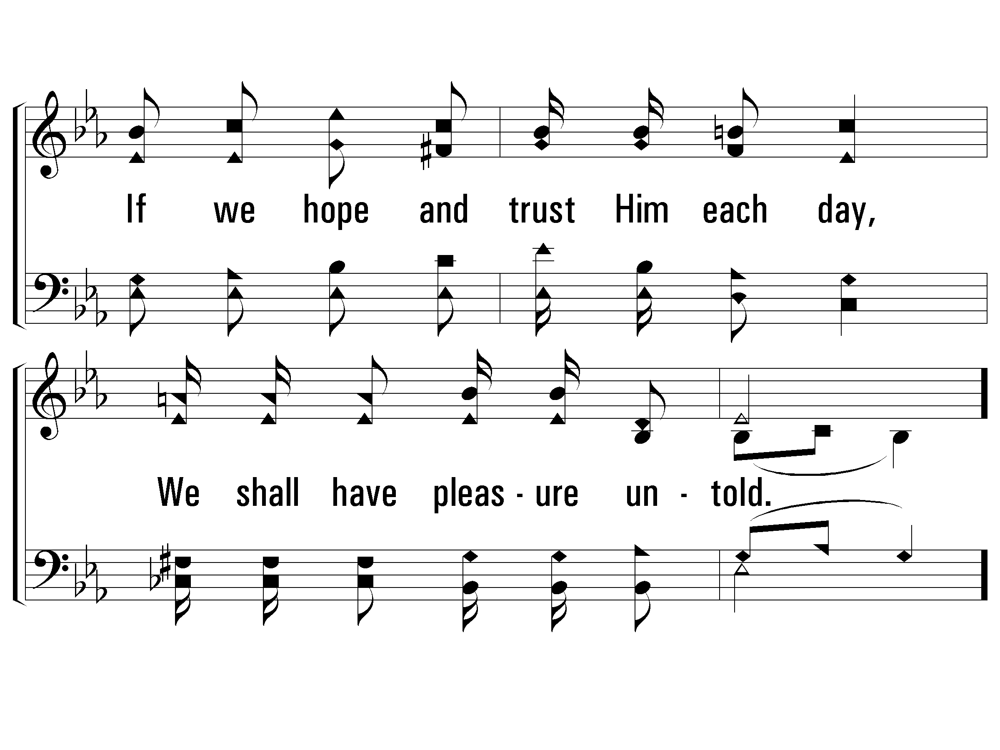 If we hope and trust Him each day,
We shall have pleas - ure un - told.